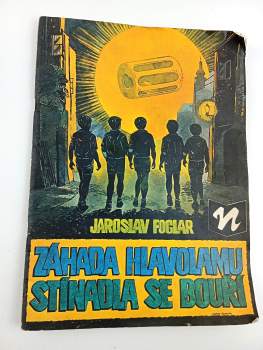 JAROSLAV FOGLAR
n
ZÁHADA HLAVOLAMU
STÍNADLA SE BOUŘÍ